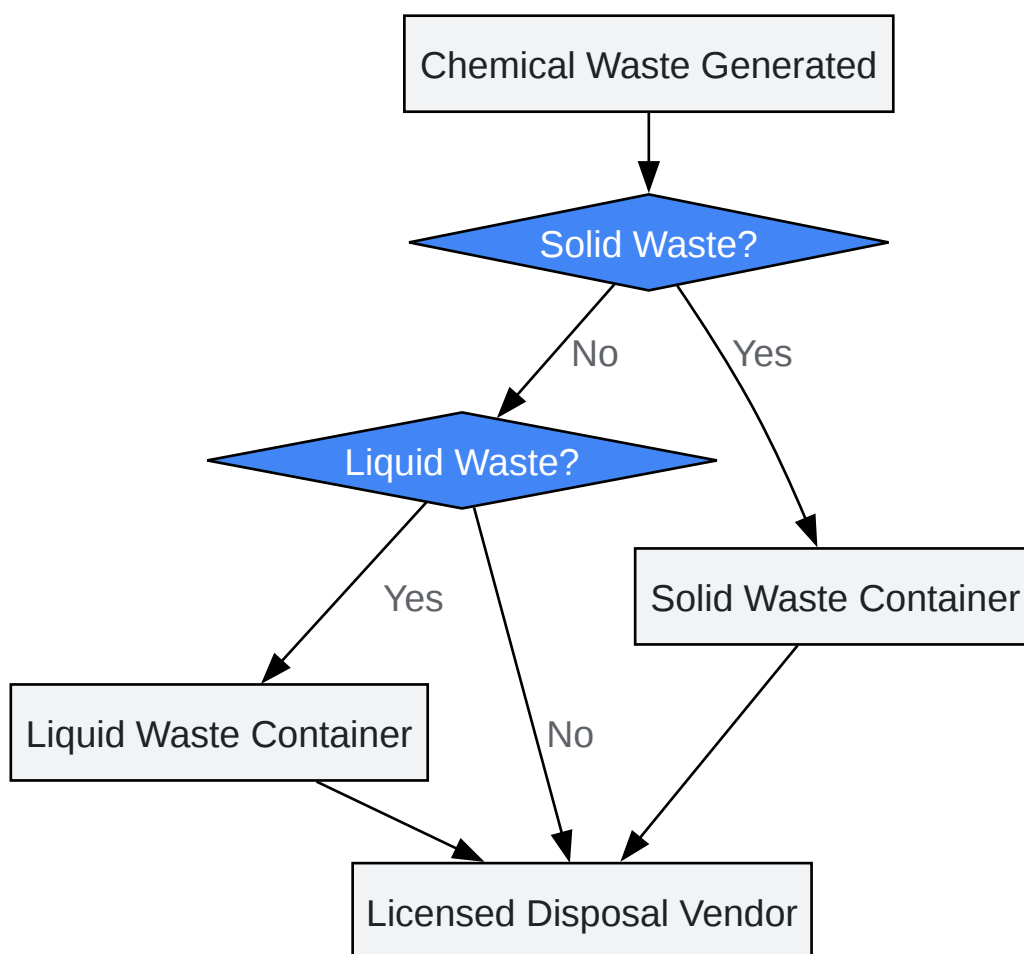 Chemical Waste Generated
Solid Waste?
No
Yes
Liquid Waste?
Yes
Solid Waste Container
Liquid Waste Container
No
Licensed Disposal Vendor